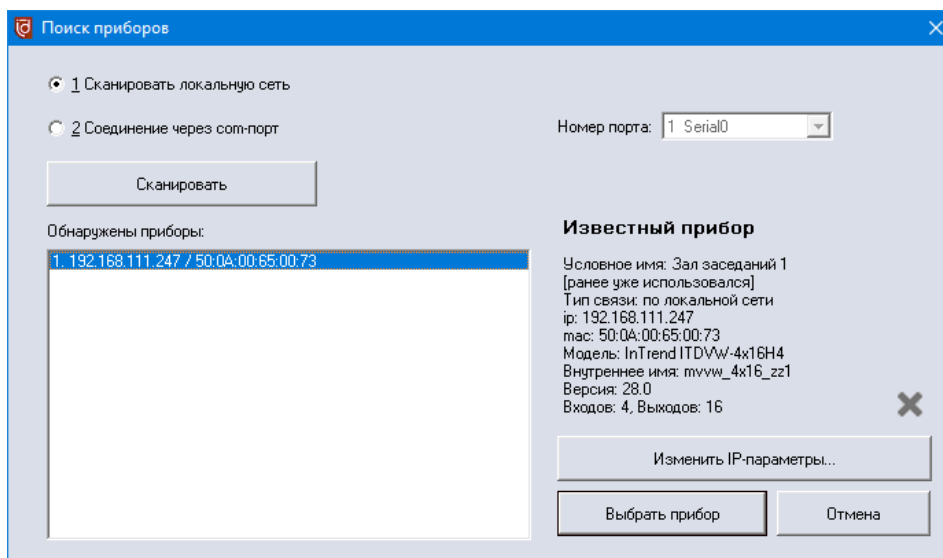 Поиск приборов
1 Сканировать локальную сеть
2 Соединение через com-порт
Номер порта: 1 Serial0
Сканировать
Обнаружены приборы:
1. 192.168.111.247 / 50:0A:00:65:00:73
Известный прибор
Условное имя: Зал заседаний 1
[ранее уже использовался]
Тип связи: по локальной сети
ip: 192.168.111.247
mac: 50:0A:00:65:00:73
Модель: InTrend ITDVW-4x16H4
Внутреннее имя: mvvw_4x16_zz1
Версия: 28.0
Входов: 4, Выходов: 16
Изменить IP-параметры...
Выбрать прибор
Отмена